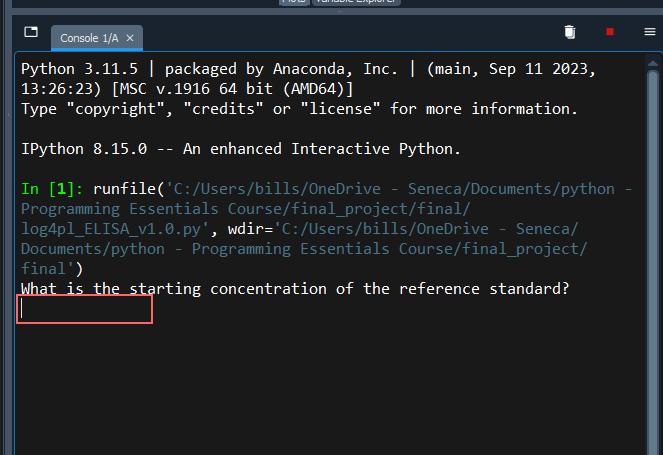 Plots Variable Explorer
Console 1/A
Python 3.11.5 | packaged by Anaconda, Inc. | (main, Sep 11 2023,
13:26:23) [MSC v.1916 64 bit (AMD64)]
Type "copyright", "credits" or "license" for more information.
IPython 8.15.0 -- An enhanced Interactive Python.
In [1]: runfile('C:/Users/bills/OneDrive - Seneca/Documents/python -
Programming Essentials Course/final_project/final/
log4pl_ELISA_v1.0.py', wdir='C:/Users/bills/OneDrive - Seneca/
Documents/python - Programming Essentials Course/final_project/
final')
What is the starting concentration of the reference standard?